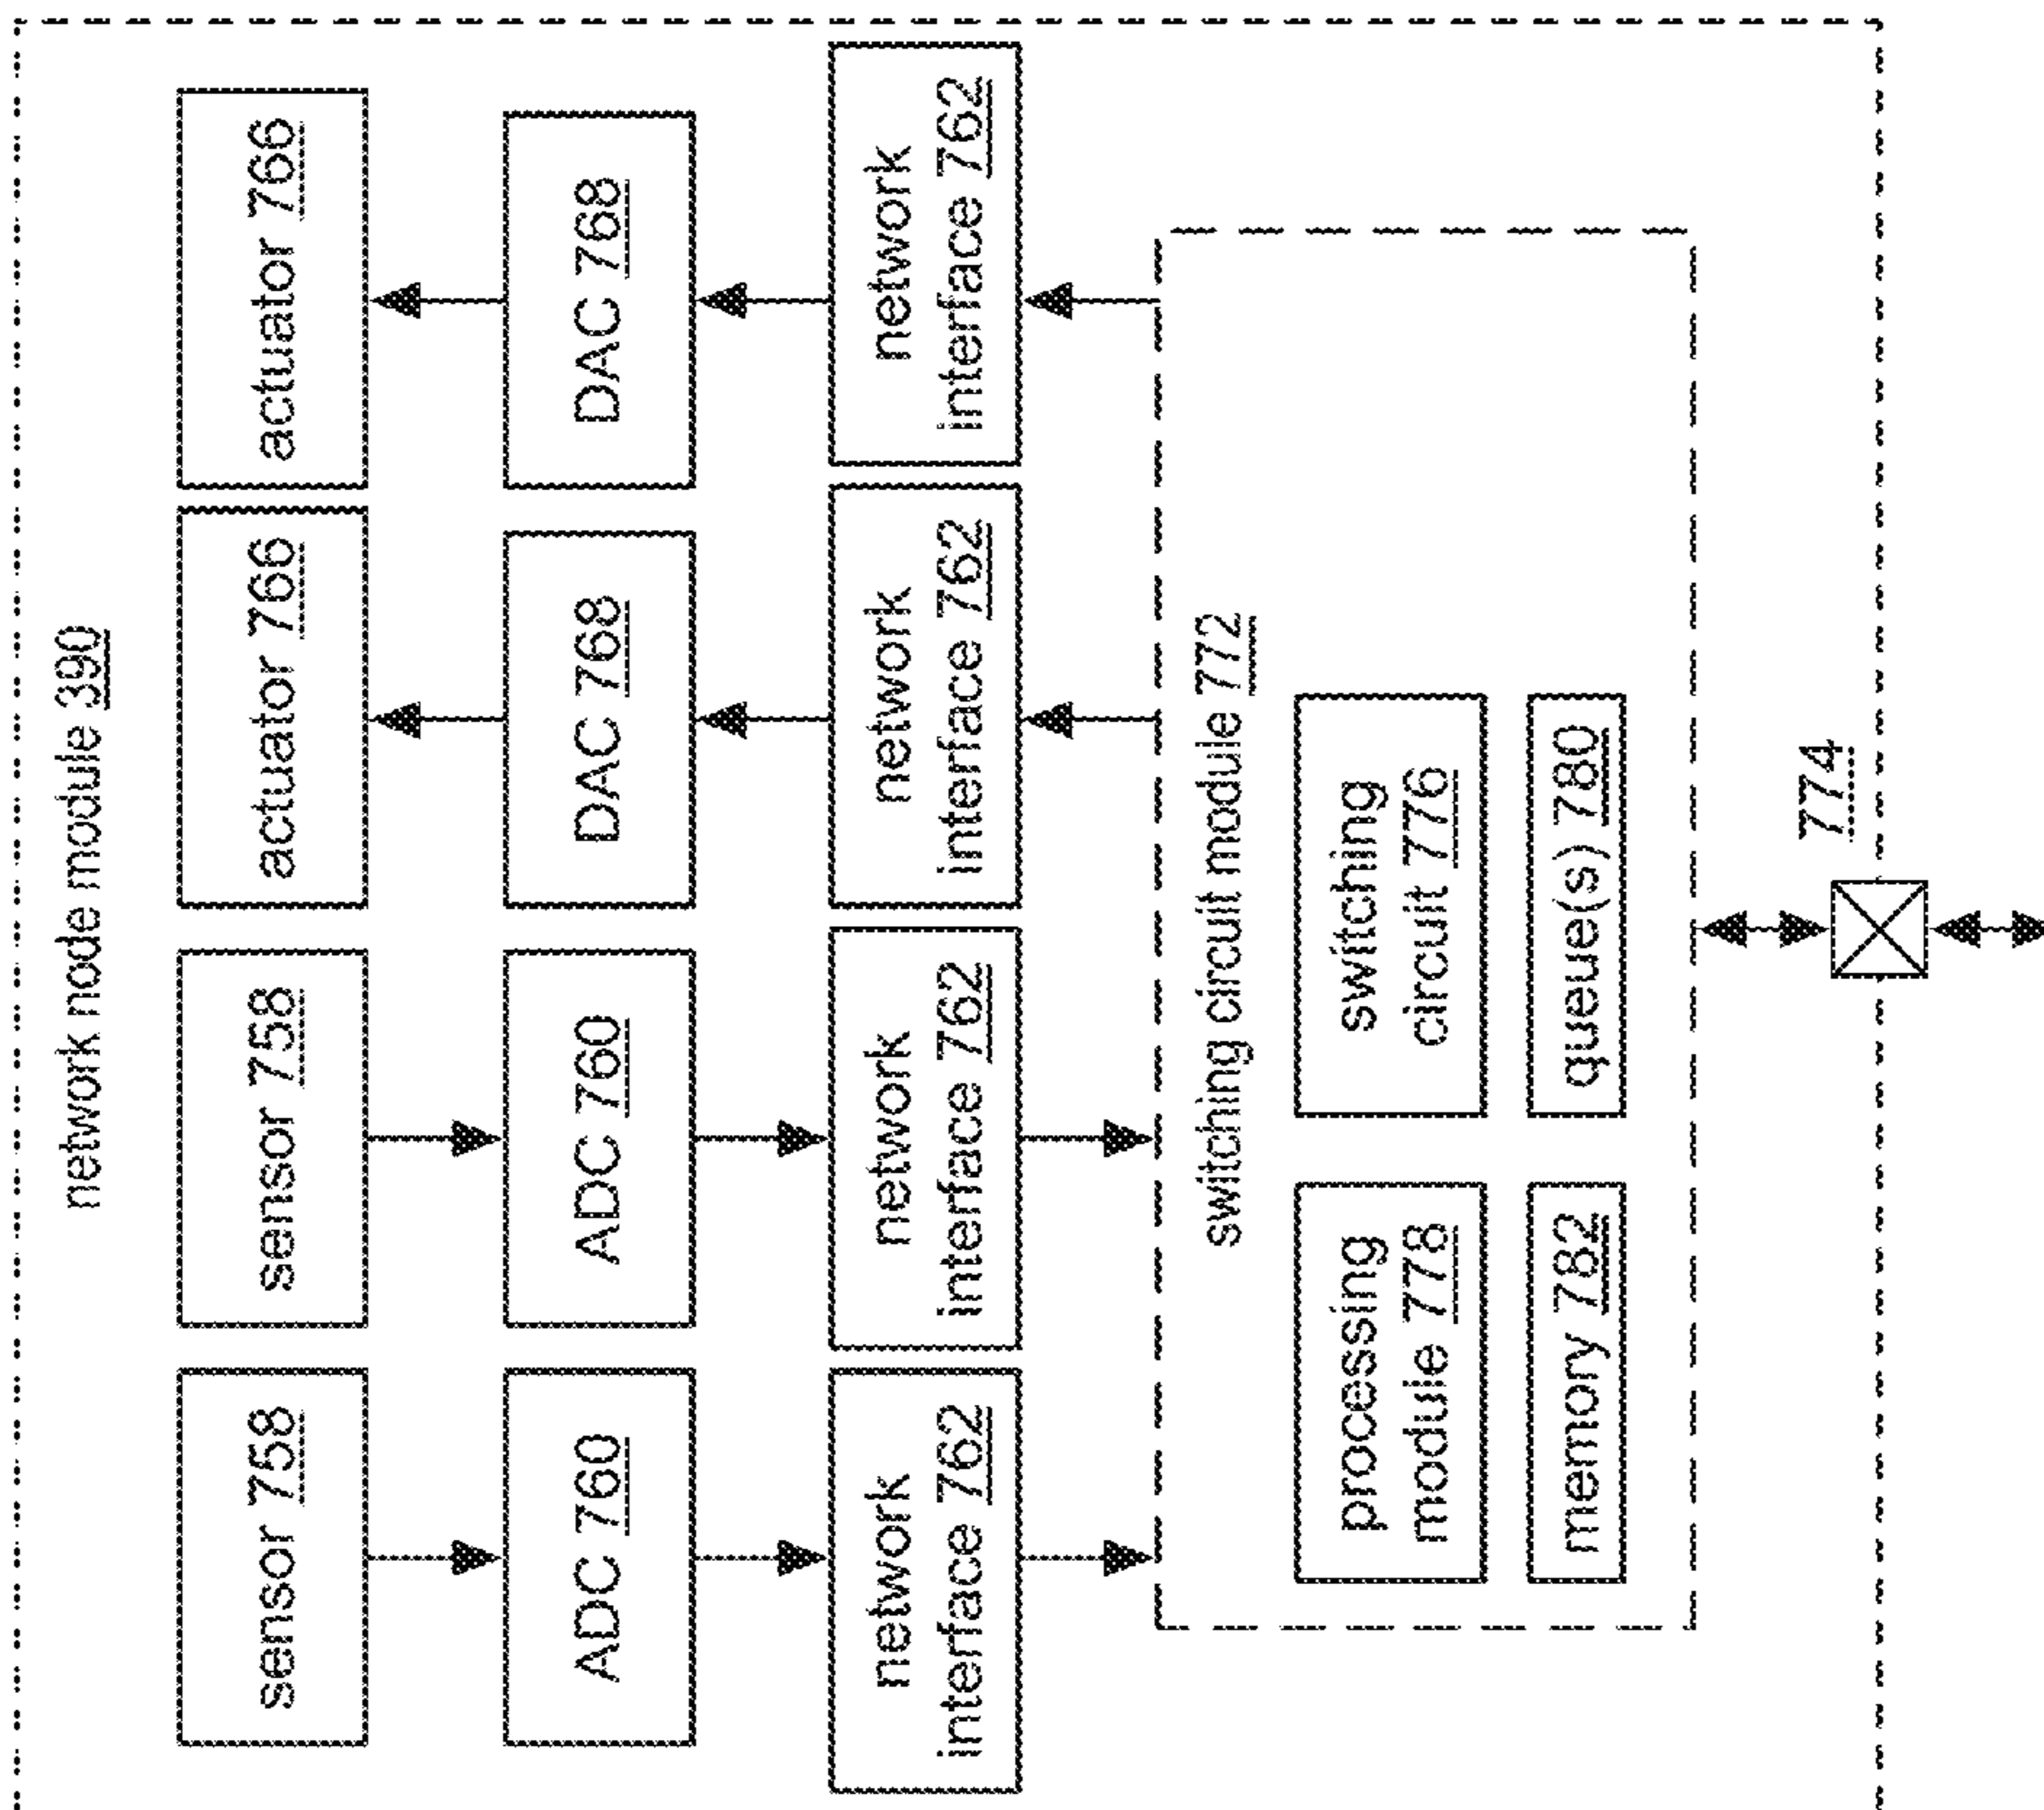 network node module 390
sensor 758
sensor 758
actuator 766
actuator 766
ADC 760
ADC 760
DAC 768
DAC 768
network
interface 762
network
interface 762
network
interface 762
network
interface 762
switching circuit module 772
processing
module 778
switching
circuit 776
memory 782
queue(s) 780
774